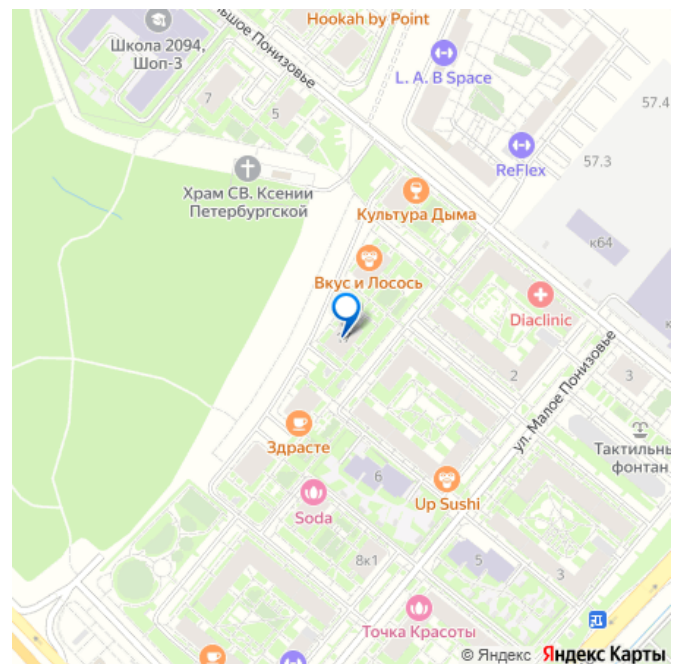 Hookah by Point
Школа 2094,
Шоп-3
льшое Понизовье
L. A. B Space
57.4
7
5
ReFlex
57.3
Храм СВ. Ксении
Петербургской
Культура Дыма
к64
Вкус и Лосось
Diaclinic
2
3
ул. Малое Понизовье
Здрасте
Тактильны
фонтан
6
Up Sushi
Soda
8к1
5
3
Точка Красоты
© Яндекс Яндекс Карты